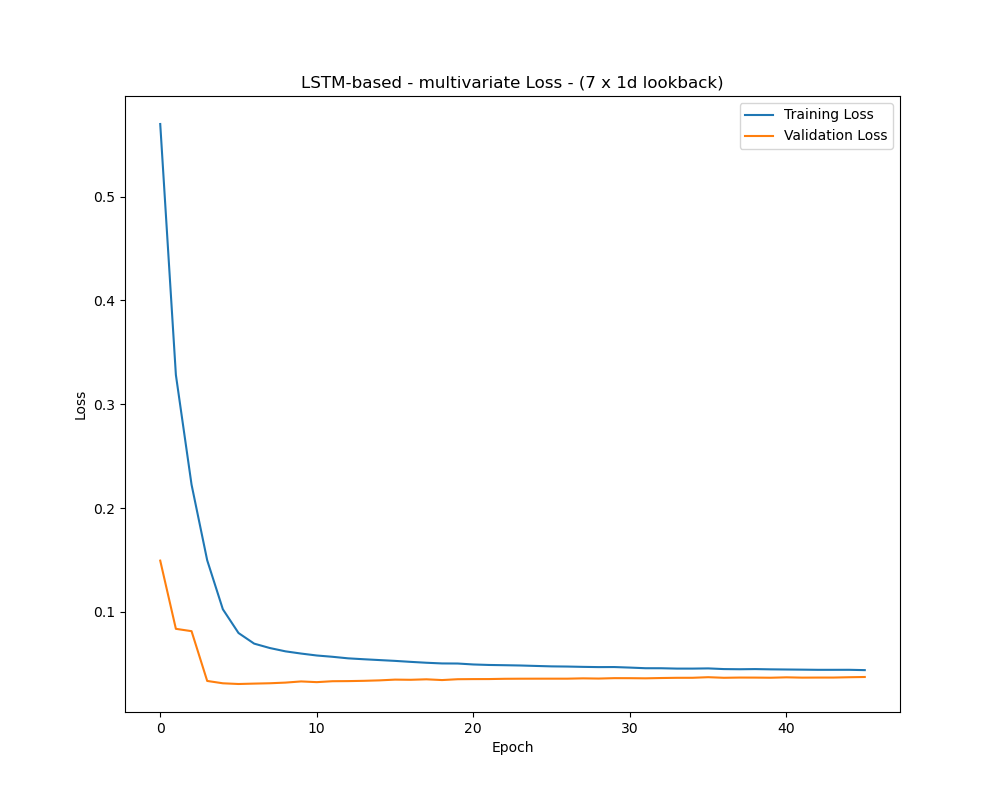 LSTM-based - multivariate Loss - (7 x 1d lookback)
Training Loss
Validation Loss
0.5
0.4
0.3
0.2
0.1
Loss
0 10 20 30 40
Epoch